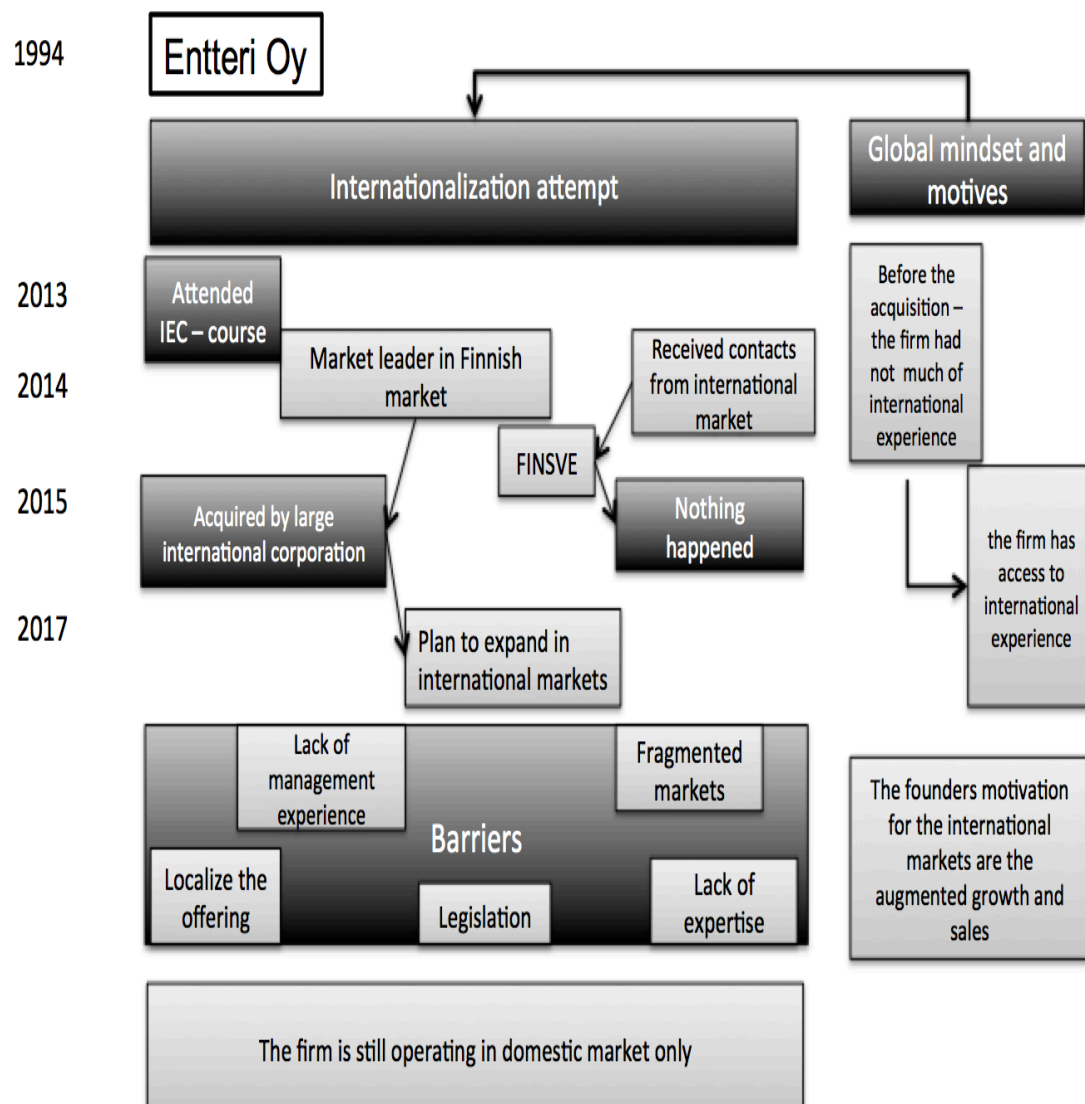 1994
Entteri Oy
Internationalization attempt
Global mindset and
motives
2013
Attended
IEC – course
Before the
acquisition –
the firm had
not much of
international
experience
2014
Market leader in Finnish
market
Received contacts
from international
market
FINSVE
2015
Acquired by large
international corporation
Nothing
happened
the firm has
access to
international
experience
2017
Plan to expand in
international markets
Lack of
management
experience
Fragmented
markets
Barriers
Localize the
offering
Legislation
Lack of
expertise
The founders motivation
for the international
markets are the
augmented growth and
sales
The firm is still operating in domestic market only